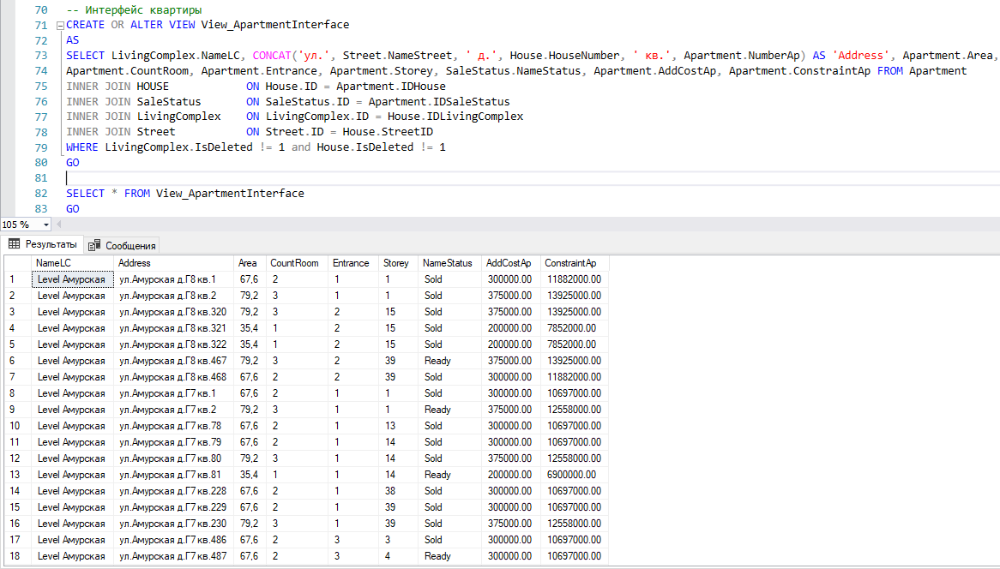 70 -- Интерфейс квартиры
71 CREATE OR ALTER VIEW View_ApartmentInterface
72 AS
73 SELECT LivingComplex.NameLC, CONCAT('ул.', Street.NameStreet, ' д.', House.HouseNumber, ' кв.', Apartment.NumberAp) AS 'Address', Apartment.Area,
74 Apartment.CountRoom, Apartment.Entrance, Apartment.Storey, SaleStatus.NameStatus, Apartment.AddCostAp, Apartment.ConstraintAp FROM Apartment
75 INNER JOIN HOUSE ON House.ID = Apartment.IDHouse
76 INNER JOIN SaleStatus ON SaleStatus.ID = Apartment.IDSaleStatus
77 INNER JOIN LivingComplex ON LivingComplex.ID = House.IDLivingComplex
78 INNER JOIN Street ON Street.ID = House.StreetID
79 WHERE LivingComplex.IsDeleted != 1 and House.IsDeleted != 1
80 GO
81
82 SELECT * FROM View_ApartmentInterface
83 GO
105 %
Результаты Сообщения
NameLC Address Area CountRoom Entrance Storey NameStatus AddCostAp ConstraintAp
1 Level Амурская ул.Амурская д.Г8 кв.1 67,6 2 1 1 Sold 300000.00 11882000.00
2 Level Амурская ул.Амурская д.Г8 кв.2 79,2 3 1 1 Sold 375000.00 13925000.00
3 Level Амурская ул.Амурская д.Г8 кв.320 79,2 3 2 15 Sold 375000.00 13925000.00
4 Level Амурская ул.Амурская д.Г8 кв.321 35,4 1 2 15 Sold 200000.00 7852000.00
5 Level Амурская ул.Амурская д.Г8 кв.322 35,4 1 2 15 Sold 200000.00 7852000.00
6 Level Амурская ул.Амурская д.Г8 кв.467 79,2 3 2 39 Ready 375000.00 13925000.00
7 Level Амурская ул.Амурская д.Г8 кв.468 67,6 2 2 39 Sold 300000.00 11882000.00
8 Level Амурская ул.Амурская д.Г7 кв.1 67,6 2 1 1 Sold 300000.00 10697000.00
9 Level Амурская ул.Амурская д.Г7 кв.2 79,2 3 1 1 Ready 375000.00 12558000.00
10 Level Амурская ул.Амурская д.Г7 кв.78 67,6 2 1 13 Sold 300000.00 10697000.00
11 Level Амурская ул.Амурская д.Г7 кв.79 67,6 2 1 14 Sold 300000.00 10697000.00
12 Level Амурская ул.Амурская д.Г7 кв.80 79,2 3 1 14 Sold 375000.00 12558000.00
13 Level Амурская ул.Амурская д.Г7 кв.81 35,4 1 1 14 Ready 200000.00 6900000.00
14 Level Амурская ул.Амурская д.Г7 кв.228 67,6 2 1 38 Sold 300000.00 10697000.00
15 Level Амурская ул.Амурская д.Г7 кв.229 67,6 2 1 39 Sold 300000.00 10697000.00
16 Level Амурская ул.Амурская д.Г7 кв.230 79,2 3 1 39 Sold 375000.00 12558000.00
17 Level Амурская ул.Амурская д.Г7 кв.486 67,6 2 3 3 Sold 300000.00 10697000.00
18 Level Амурская ул.Амурская д.Г7 кв.487 67,6 2 3 4 Ready 300000.00 10697000.00